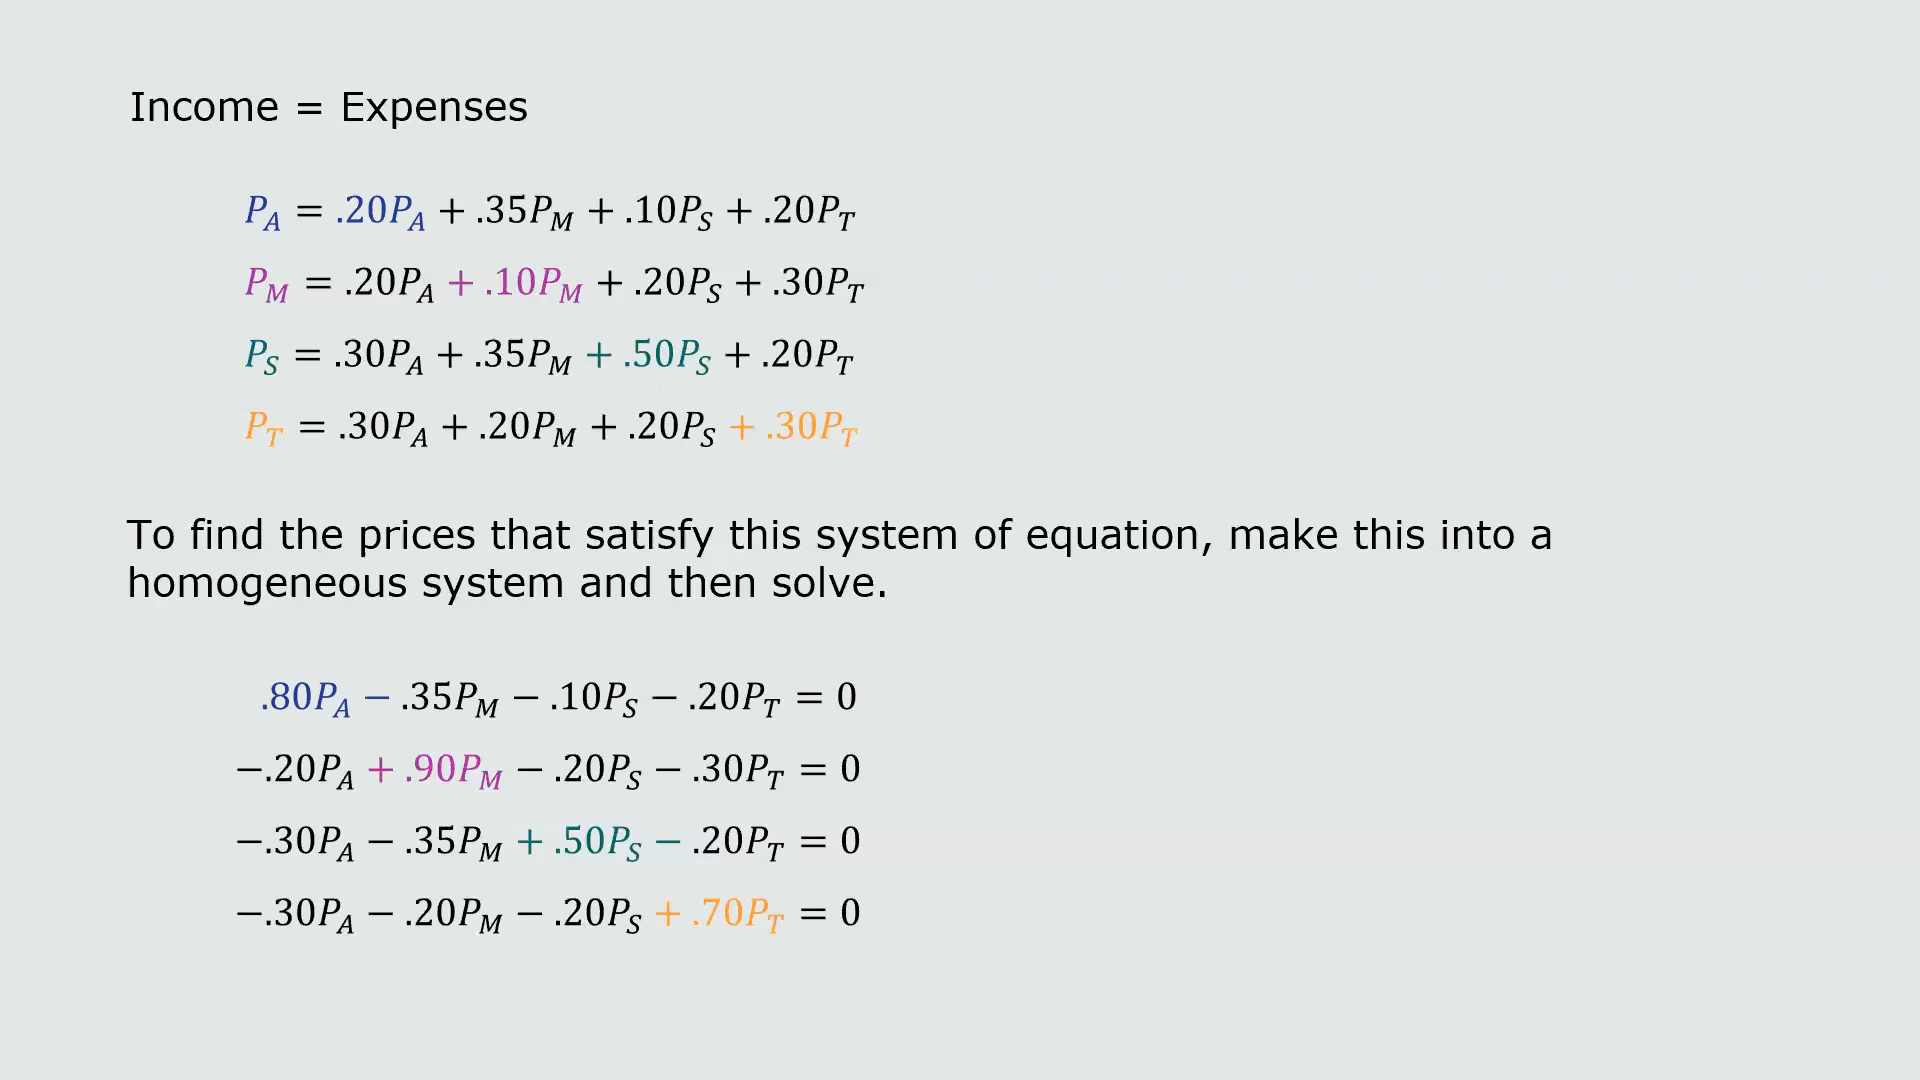 Income = Expenses
P_A = .20P_A + .35P_M + .10P_S + .20P_T
P_M = .20P_A + .10P_M + .20P_S + .30P_T
P_S = .30P_A + .35P_M + .50P_S + .20P_T
P_T = .30P_A + .20P_M + .20P_S + .30P_T
To find the prices that satisfy this system of equation, make this into a
homogeneous system and then solve.
.80P_A − .35P_M − .10P_S − .20P_T = 0
−.20P_A + .90P_M − .20P_S − .30P_T = 0
−.30P_A − .35P_M + .50P_S − .20P_T = 0
−.30P_A − .20P_M − .20P_S + .70P_T = 0